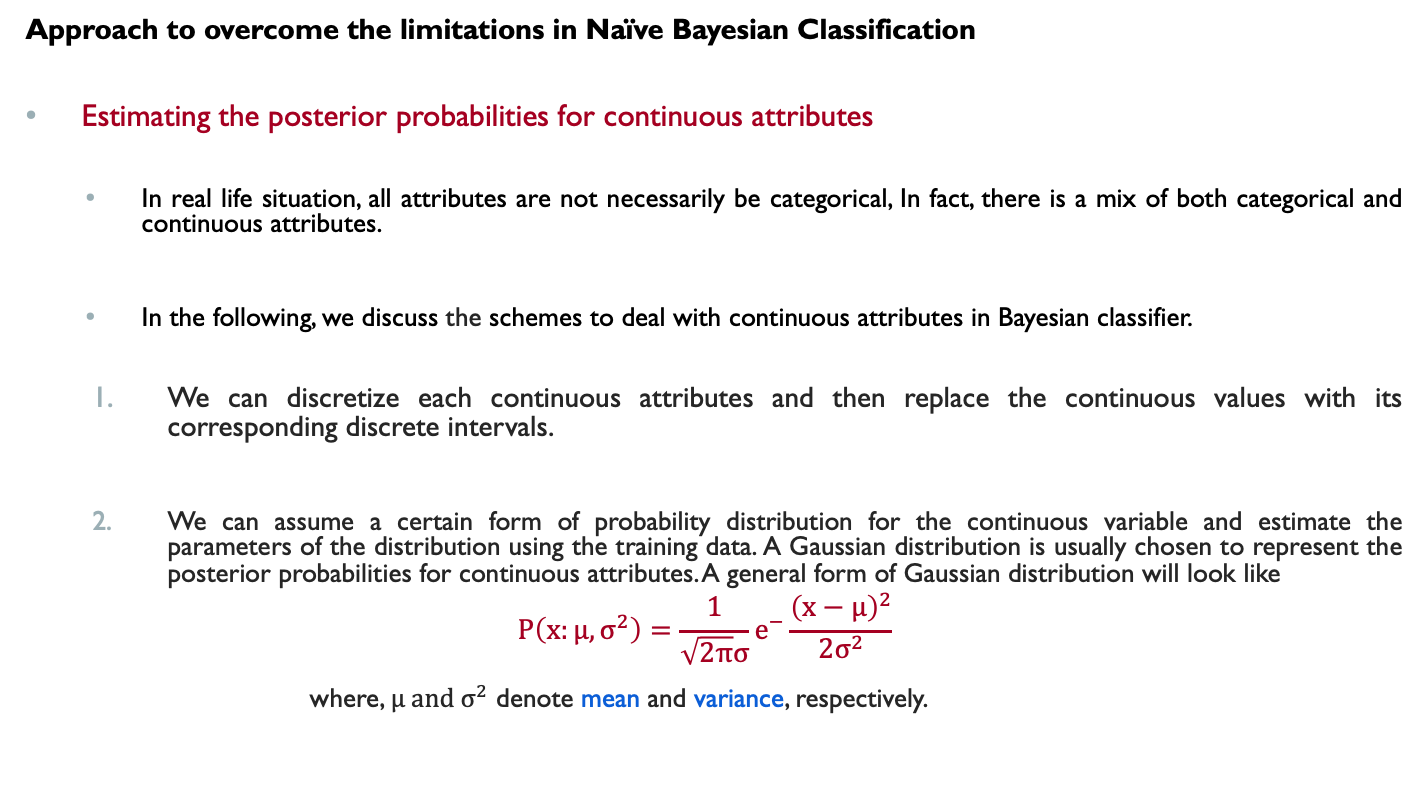 Approach to overcome the limitations in Naïve Bayesian Classification
• Estimating the posterior probabilities for continuous attributes
• In real life situation, all attributes are not necessarily be categorical, In fact, there is a mix of both categorical and
continuous attributes.
• In the following, we discuss the schemes to deal with continuous attributes in Bayesian classifier.
1. We can discretize each continuous attributes and then replace the continuous values with its
corresponding discrete intervals.
2. We can assume a certain form of probability distribution for the continuous variable and estimate the
parameters of the distribution using the training data. A Gaussian distribution is usually chosen to represent the
posterior probabilities for continuous attributes. A general form of Gaussian distribution will look like
P(x: μ, σ²) = 1/(√2πσ) e⁻ (x − μ)²/2σ²
where, μ and σ² denote mean and variance, respectively.